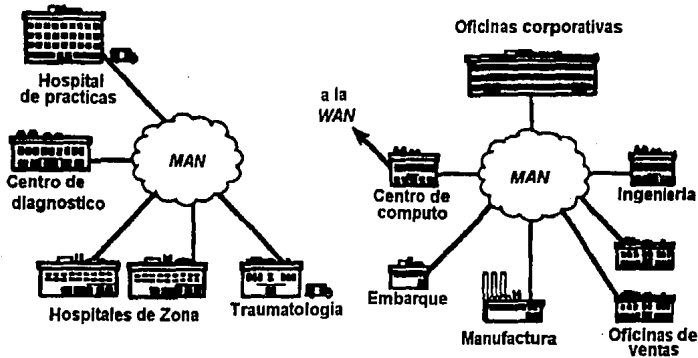 Hospital
de practicas
MAN
Centro de
diagnostico
Hospitales de Zona
Traumatologia
Oficinas corporativas
a la
WAN
MAN
Centro de
computo
Ingenieria
Embarque
Manufactura
Oficinas de
ventas